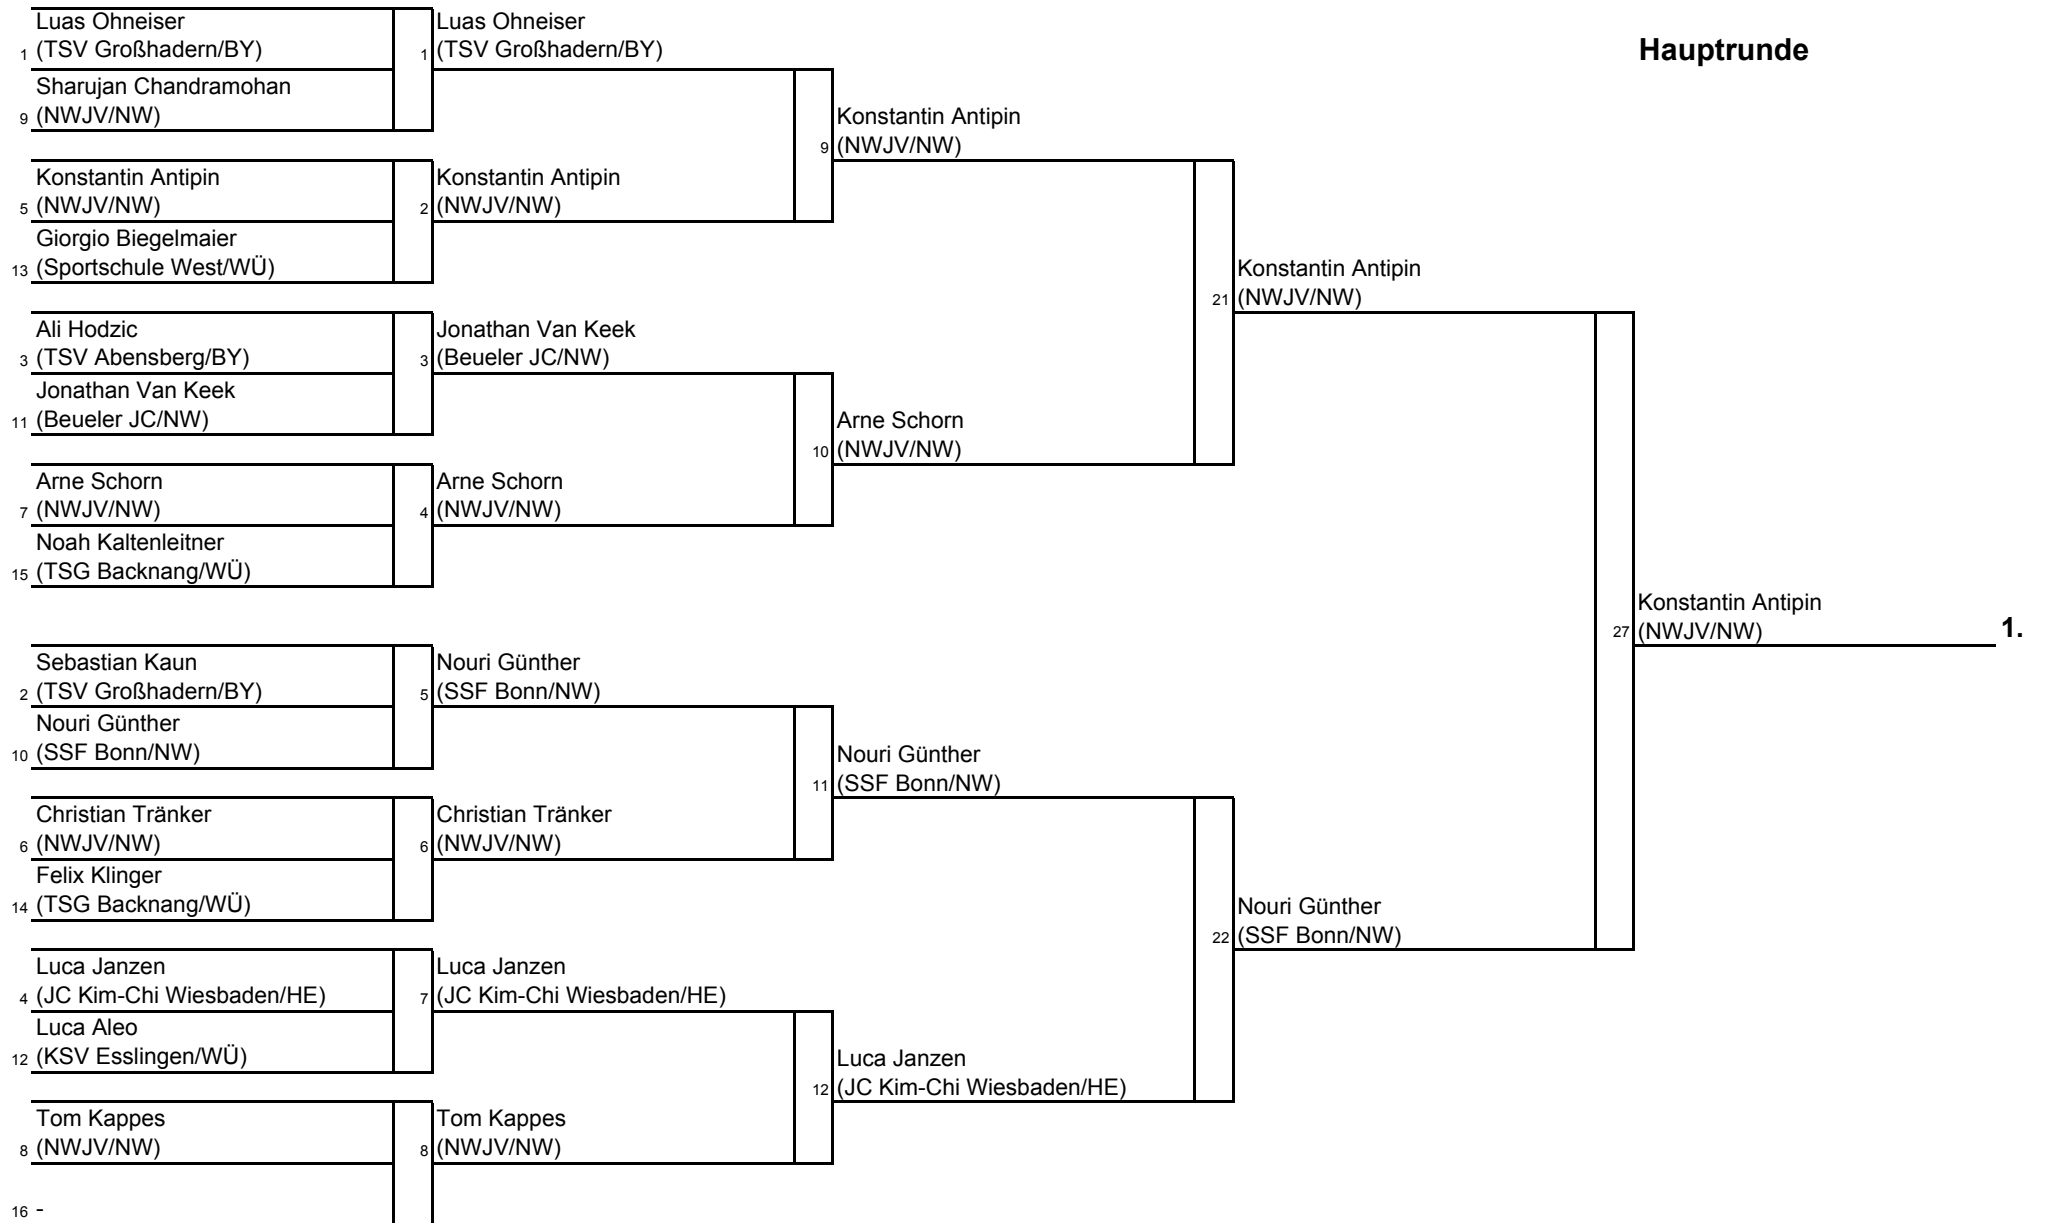 Hauptrunde
Luas Ohneiser
1 (TSV Großhadern/BY)
Sharujan Chandramohan
9 (NWJV/NW)
Konstantin Antipin
5 (NWJV/NW)
Giorgio Biegelmaier
13 (Sportschule West/WÜ)
Ali Hodzic
3 (TSV Abensberg/BY)
Jonathan Van Keek
11 (Beueler JC/NW)
Arne Schorn
7 (NWJV/NW)
Noah Kaltenleitner
15 (TSG Backnang/WÜ)
Sebastian Kaun
2 (TSV Großhadern/BY)
Nouri Günther
10 (SSF Bonn/NW)
Christian Tränker
6 (NWJV/NW)
Felix Klinger
14 (TSG Backnang/WÜ)
Luca Janzen
4 (JC Kim-Chi Wiesbaden/HE)
Luca Aleo
12 (KSV Esslingen/WÜ)
Tom Kappes
8 (NWJV/NW)
16 -
Luas Ohneiser
1 (TSV Großhadern/BY)
Konstantin Antipin
2 (NWJV/NW)
Jonathan Van Keek
3 (Beueler JC/NW)
Arne Schorn
4 (NWJV/NW)
Nouri Günther
5 (SSF Bonn/NW)
Christian Tränker
6 (NWJV/NW)
Luca Janzen
7 (JC Kim-Chi Wiesbaden/HE)
Tom Kappes
8 (NWJV/NW)
Konstantin Antipin
9 (NWJV/NW)
Arne Schorn
10 (NWJV/NW)
Nouri Günther
11 (SSF Bonn/NW)
Luca Janzen
12 (JC Kim-Chi Wiesbaden/HE)
Konstantin Antipin
21 (NWJV/NW)
Nouri Günther
22 (SSF Bonn/NW)
Konstantin Antipin
27 (NWJV/NW) 1.